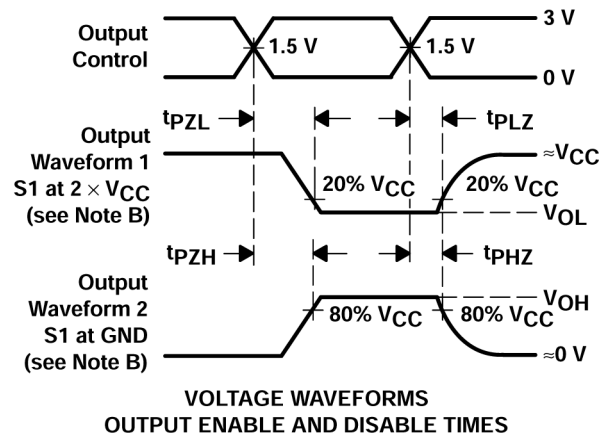 3 V
Output
Control
1.5 V
1.5 V
0 V
tPZL
tPLZ
Output
Waveform 1
S1 at 2 × VCC
(see Note B)
≈VCC
20% VCC
20% VCC
VOL
tPZH
tPHZ
Output
Waveform 2
S1 at GND
(see Note B)
VOH
80% VCC
80% VCC
≈0 V
VOLTAGE WAVEFORMS
OUTPUT ENABLE AND DISABLE TIMES